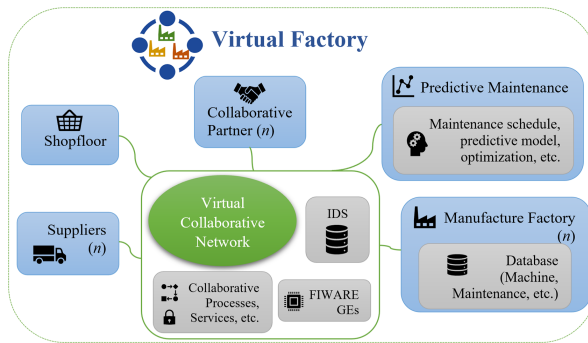 Virtual Factory
Collaborative
Partner (n)
Predictive Maintenance
Maintenance schedule,
predictive model,
optimization, etc.
Shopfloor
Suppliers
(n)
Virtual
Collaborative
Network
IDS
Collaborative
Processes,
Services, etc.
FIWARE
GEs
Manufacture Factory
(n)
Database
(Machine,
Maintenance, etc.)